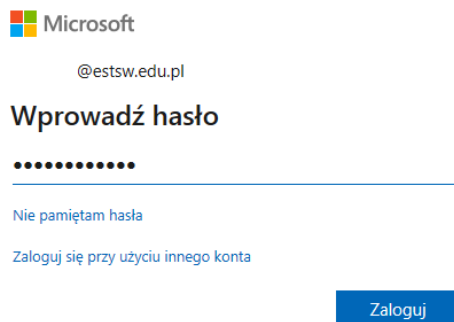 Microsoft
@estsw.edu.pl
Wprowadź hasło
••••••••••••
Nie pamiętam hasła
Zaloguj się przy użyciu innego konta
Zaloguj